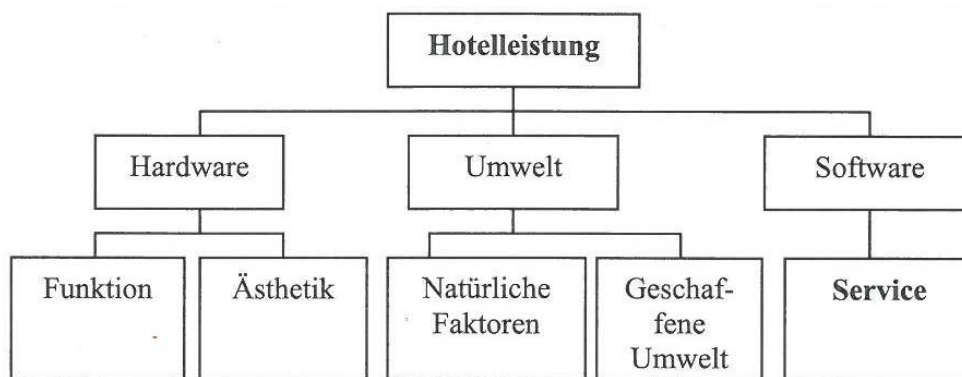 Hotelleistung
Hardware
Umwelt
Software
Funktion
Ästhetik
Natürliche
Faktoren
Geschaf-
fene
Umwelt
Service